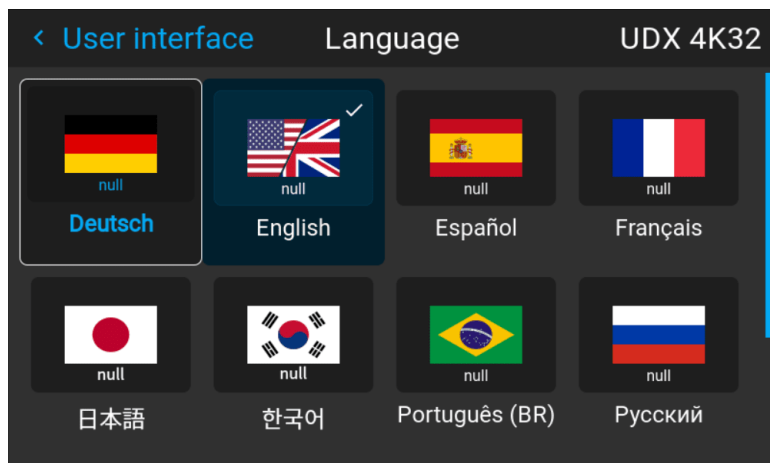 ‹ User interface Language UDX 4K32
null null null null
Deutsch English Español Français
null null null null
日本語 한국어 Português (BR) Русский